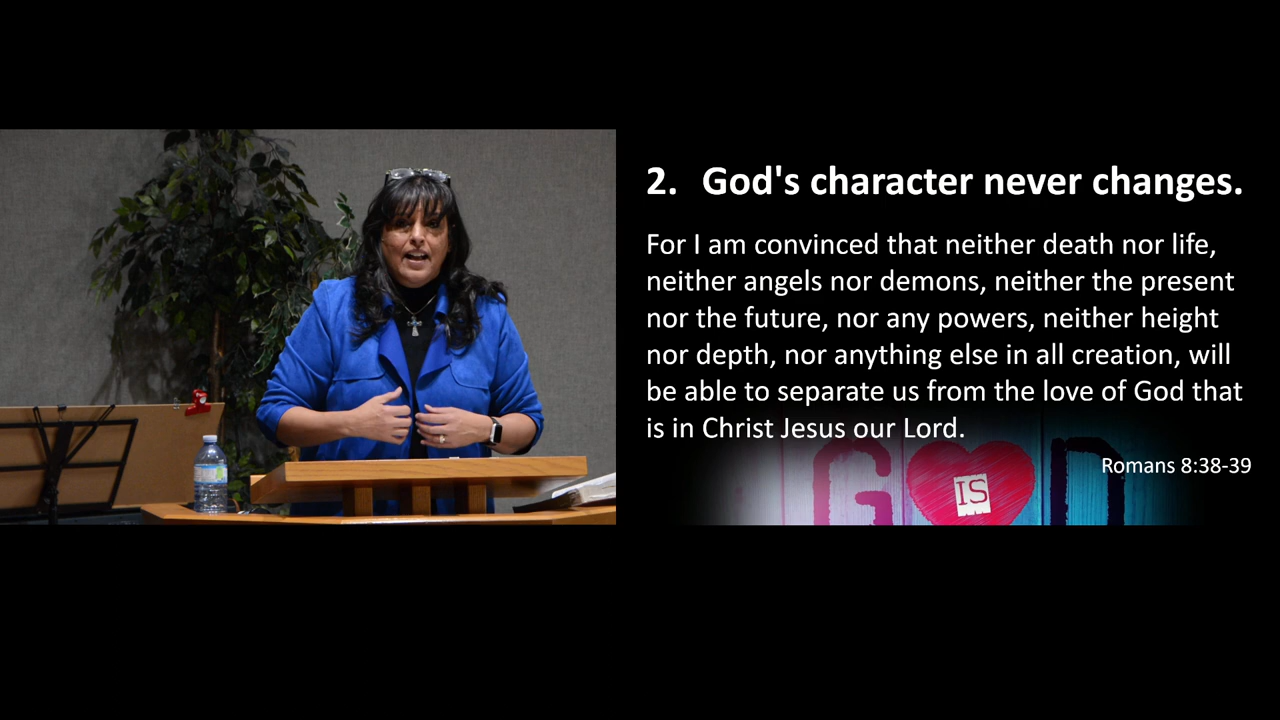 2. God's character never changes.
For I am convinced that neither death nor life,
neither angels nor demons, neither the present
nor the future, nor any powers, neither height
nor depth, nor anything else in all creation, will
be able to separate us from the love of God that
is in Christ Jesus our Lord.
Romans 8:38-39
G D
IS